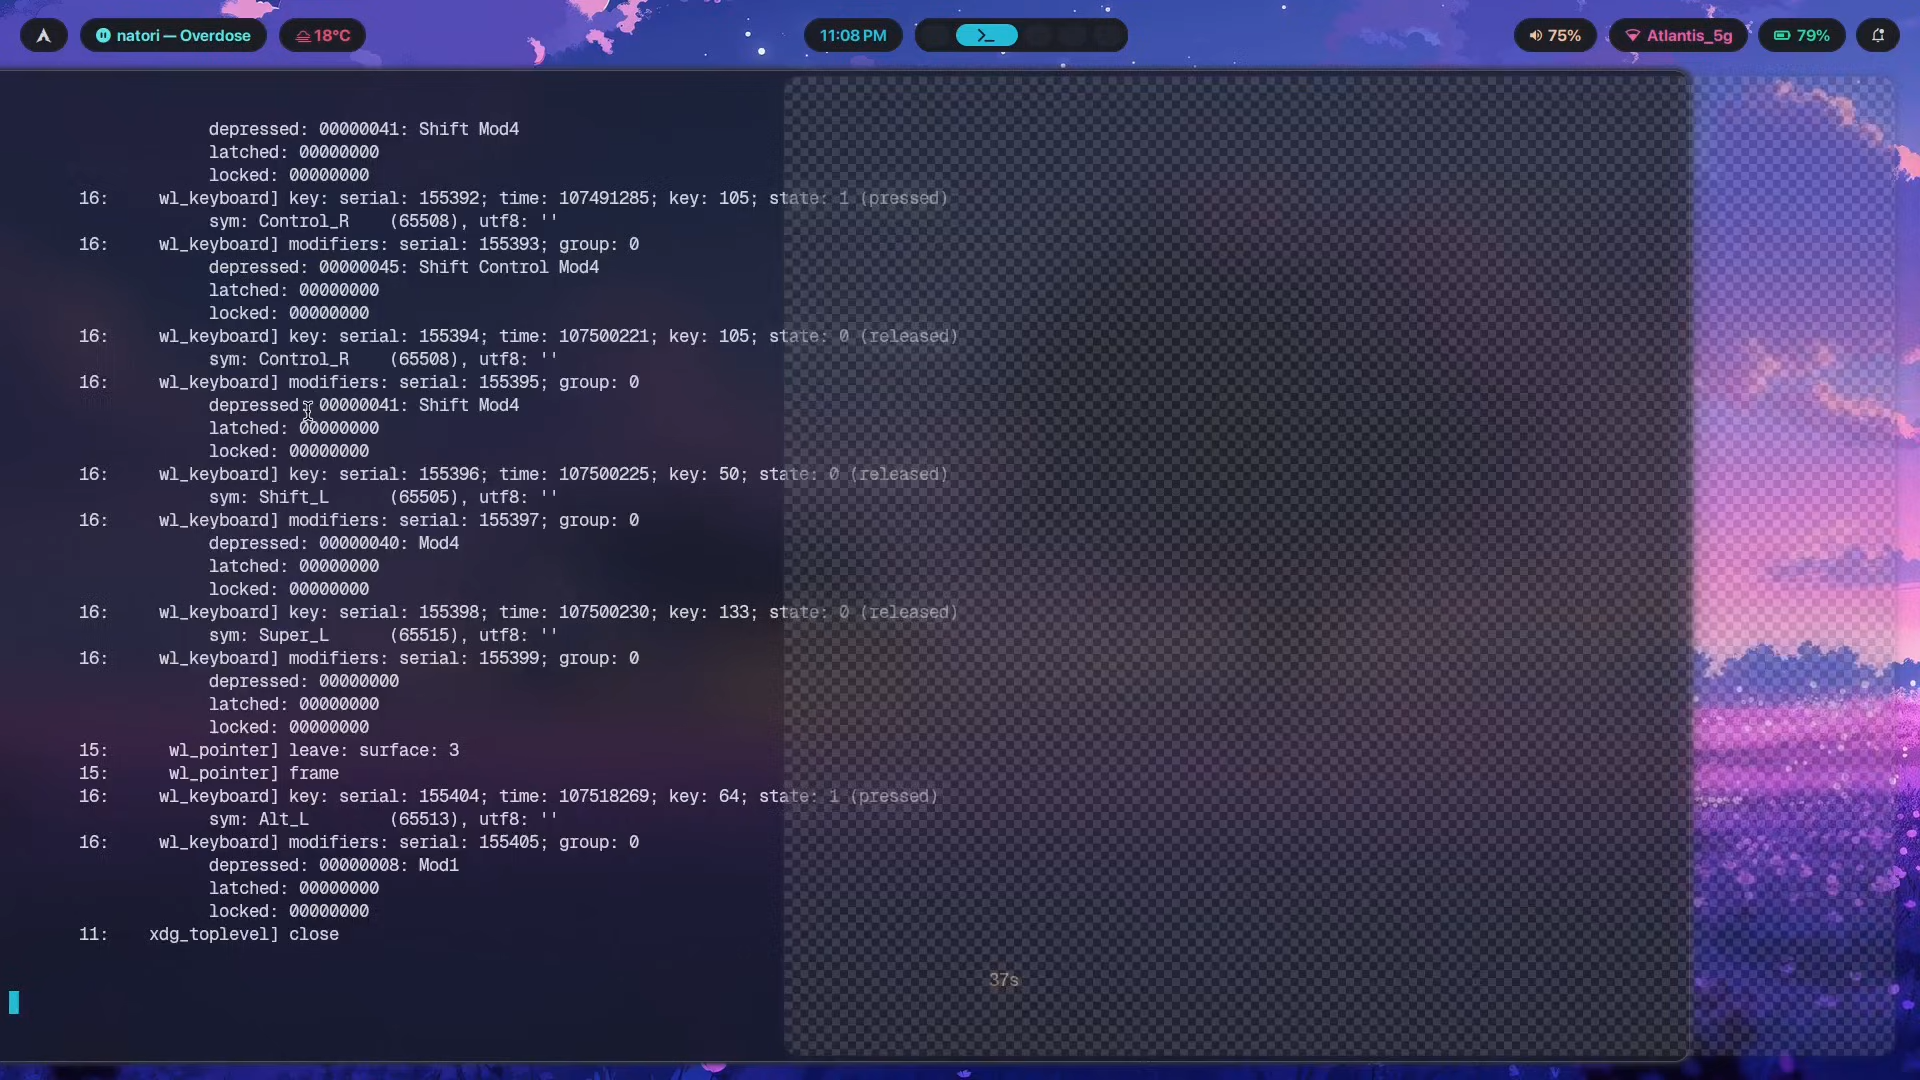 natori — Overdose
18°C
11:08 PM
75%
Atlantis_5g
79%
depressed: 00000041: Shift Mod4
latched: 00000000
locked: 00000000
16: wl_keyboard] key: serial: 155392; time: 107491285; key: 105; state: 1 (pressed)
sym: Control_R (65508), utf8: ''
16: wl_keyboard] modifiers: serial: 155393; group: 0
depressed: 00000045: Shift Control Mod4
latched: 00000000
locked: 00000000
16: wl_keyboard] key: serial: 155394; time: 107500221; key: 105; state: 0 (released)
sym: Control_R (65508), utf8: ''
16: wl_keyboard] modifiers: serial: 155395; group: 0
depressed: 00000041: Shift Mod4
latched: 00000000
locked: 00000000
16: wl_keyboard] key: serial: 155396; time: 107500225; key: 50; state: 0 (released)
sym: Shift_L (65505), utf8: ''
16: wl_keyboard] modifiers: serial: 155397; group: 0
depressed: 00000040: Mod4
latched: 00000000
locked: 00000000
16: wl_keyboard] key: serial: 155398; time: 107500230; key: 133; state: 0 (released)
sym: Super_L (65515), utf8: ''
16: wl_keyboard] modifiers: serial: 155399; group: 0
depressed: 00000000
latched: 00000000
locked: 00000000
15: wl_pointer] leave: surface: 3
15: wl_pointer] frame
16: wl_keyboard] key: serial: 155404; time: 107518269; key: 64; state: 1 (pressed)
sym: Alt_L (65513), utf8: ''
16: wl_keyboard] modifiers: serial: 155405; group: 0
depressed: 00000008: Mod1
latched: 00000000
locked: 00000000
11: xdg_toplevel] close
37s